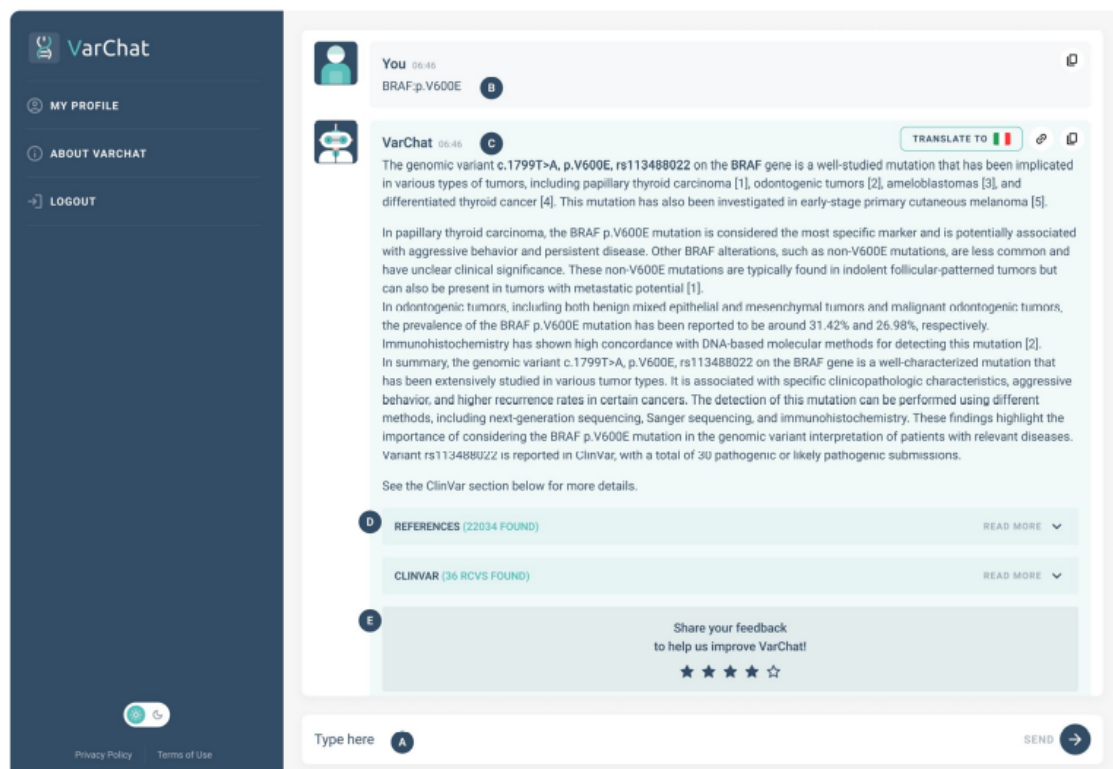 VarChat
MY PROFILE
ABOUT VARCHAT
LOGOUT
Privacy Policy
Terms of Use
You 06:46
BRAF:p.V600E B
VarChat 06:46 C
TRANSLATE TO
The genomic variant c.1799T>A, p.V600E, rs113488022 on the BRAF gene is a well-studied mutation that has been implicated
in various types of tumors, including papillary thyroid carcinoma [1], odontogenic tumors [2], ameloblastomas [3], and
differentiated thyroid cancer [4]. This mutation has also been investigated in early-stage primary cutaneous melanoma [5].
In papillary thyroid carcinoma, the BRAF p.V600E mutation is considered the most specific marker and is potentially associated
with aggressive behavior and persistent disease. Other BRAF alterations, such as non-V600E mutations, are less common and
have unclear clinical significance. These non-V600E mutations are typically found in indolent follicular-patterned tumors but
can also be present in tumors with metastatic potential [1].
In odontogenic tumors, including both benign mixed epithelial and mesenchymal tumors and malignant odontogenic tumors,
the prevalence of the BRAF p.V600E mutation has been reported to be around 31.42% and 26.98%, respectively.
Immunohistochemistry has shown high concordance with DNA-based molecular methods for detecting this mutation [2].
In summary, the genomic variant c.1799T>A, p.V600E, rs113488022 on the BRAF gene is a well-characterized mutation that
has been extensively studied in various tumor types. It is associated with specific clinicopathologic characteristics, aggressive
behavior, and higher recurrence rates in certain cancers. The detection of this mutation can be performed using different
methods, including next-generation sequencing, Sanger sequencing, and immunohistochemistry. These findings highlight the
importance of considering the BRAF p.V600E mutation in the genomic variant interpretation of patients with relevant diseases.
Variant rs113488022 is reported in ClinVar, with a total of 30 pathogenic or likely pathogenic submissions.
See the ClinVar section below for more details.
D REFERENCES (22034 FOUND) READ MORE
CLINVAR (36 RCVS FOUND) READ MORE
E
Share your feedback
to help us improve VarChat!
Type here A SEND